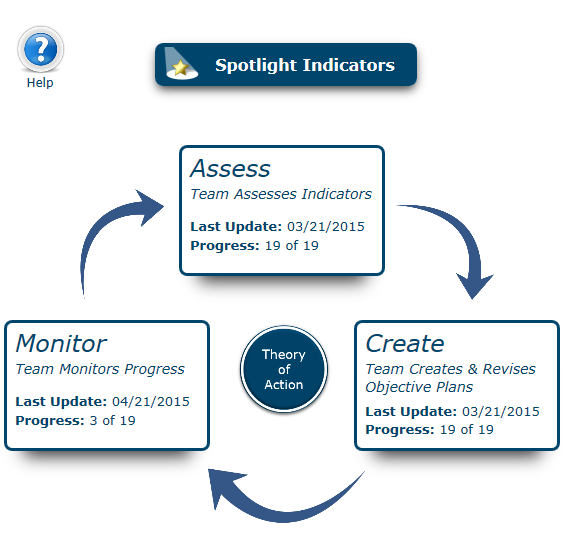 ?
Help
Spotlight Indicators
Assess
Team Assesses Indicators
Last Update: 03/21/2015
Progress: 19 of 19
Monitor
Team Monitors Progress
Last Update: 04/21/2015
Progress: 3 of 19
Theory
of
Action
Create
Team Creates & Revises
Objective Plans
Last Update: 03/21/2015
Progress: 19 of 19